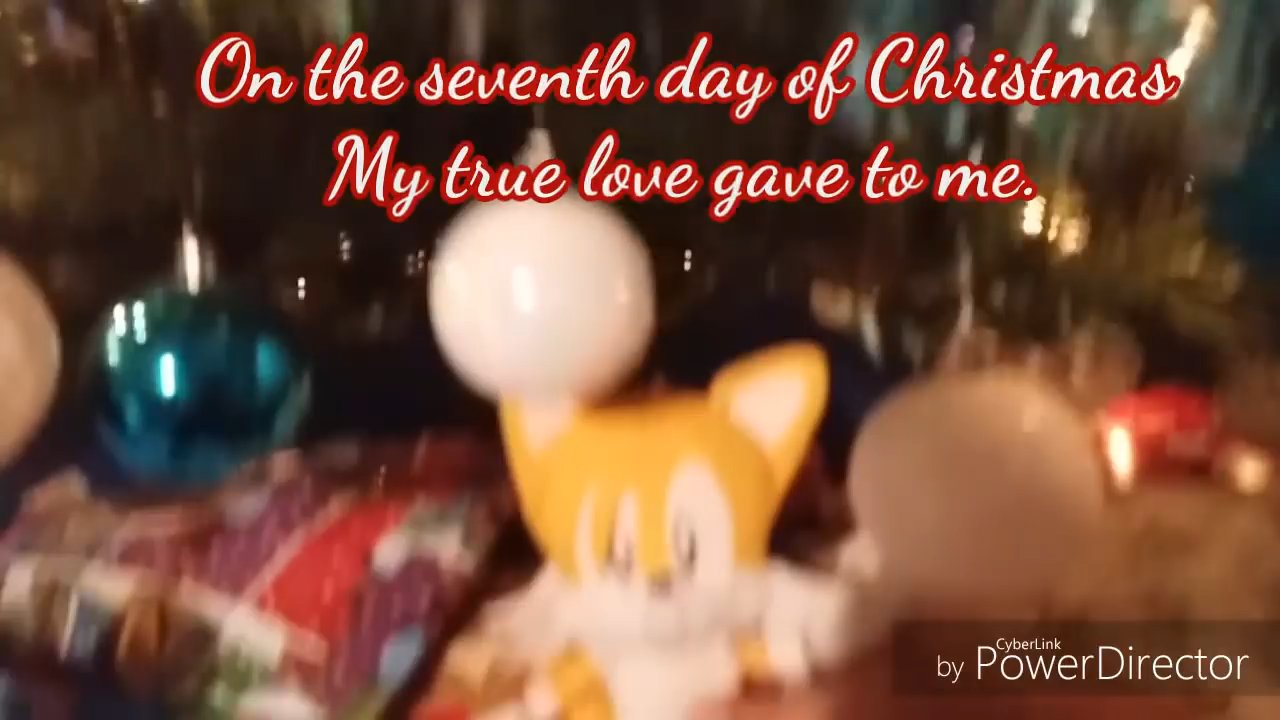 On the seventh day of Christmas
My true love gave to me.
CyberLink
by PowerDirector